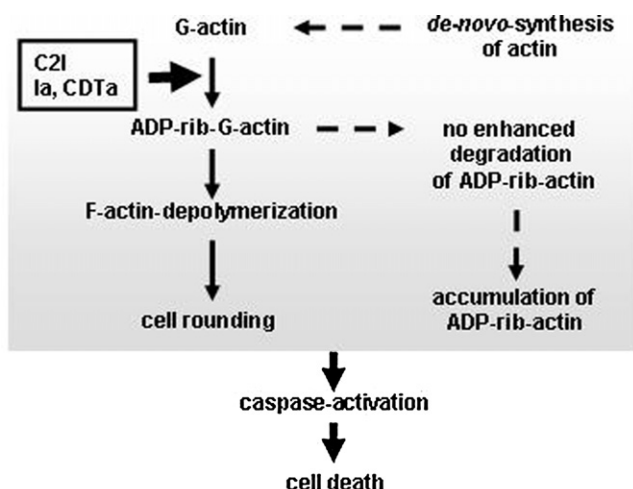 G-actin
de-novo-synthesis
of actin
C2I
Ia, CDTa
ADP-rib-G-actin
no enhanced
degradation
of ADP-rib-actin
F-actin-depolymerization
cell rounding
accumulation of
ADP-rib-actin
caspase-activation
cell death